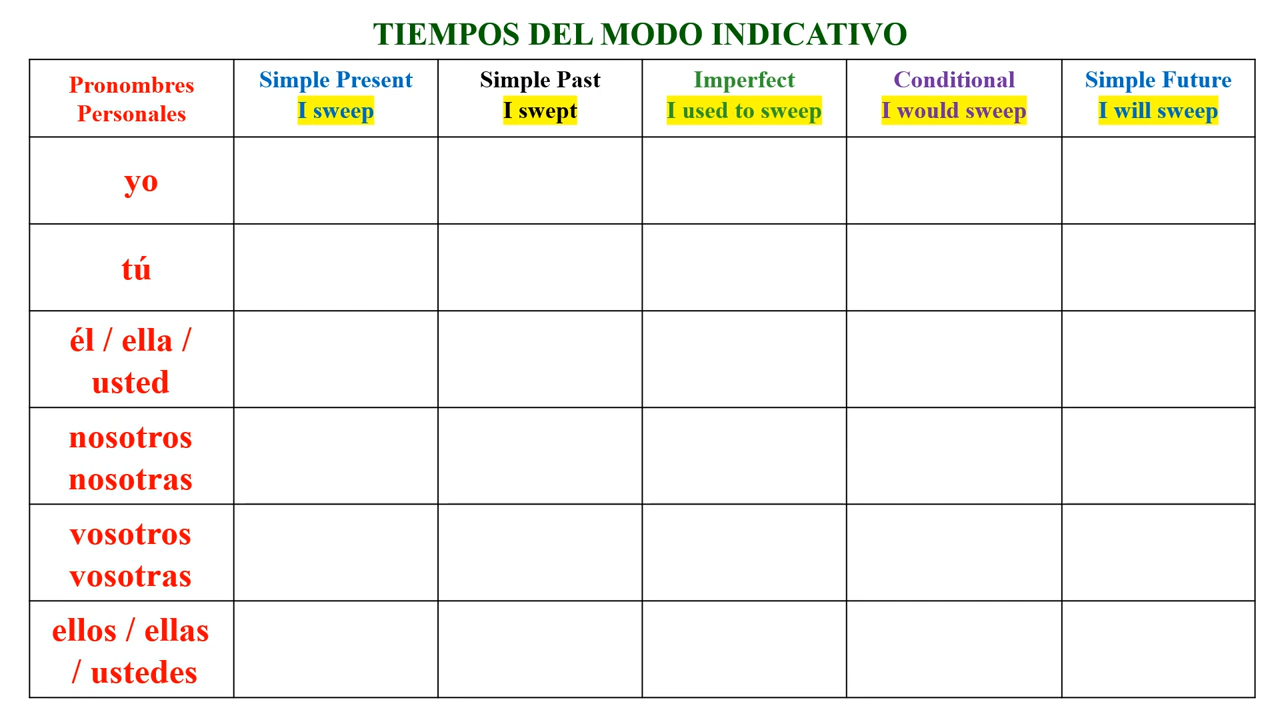 TIEMPOS DEL MODO INDICATIVO
Pronombres
Personales
Simple Present
I sweep
Simple Past
I swept
Imperfect
I used to sweep
Conditional
I would sweep
Simple Future
I will sweep
yo
tú
él / ella /
usted
nosotros
nosotras
vosotros
vosotras
ellos / ellas
/ ustedes